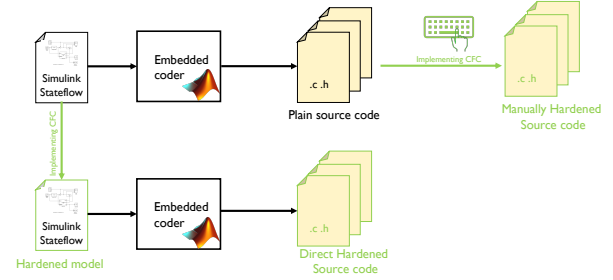 Simulink
Stateflow
Embedded
coder
.c .h
Plain source code
Implementing CFC
.c .h
Manually Hardened
Source code
Implementing CFC
Simulink
Stateflow
Hardened model
Embedded
coder
.c .h
Direct Hardened
Source code